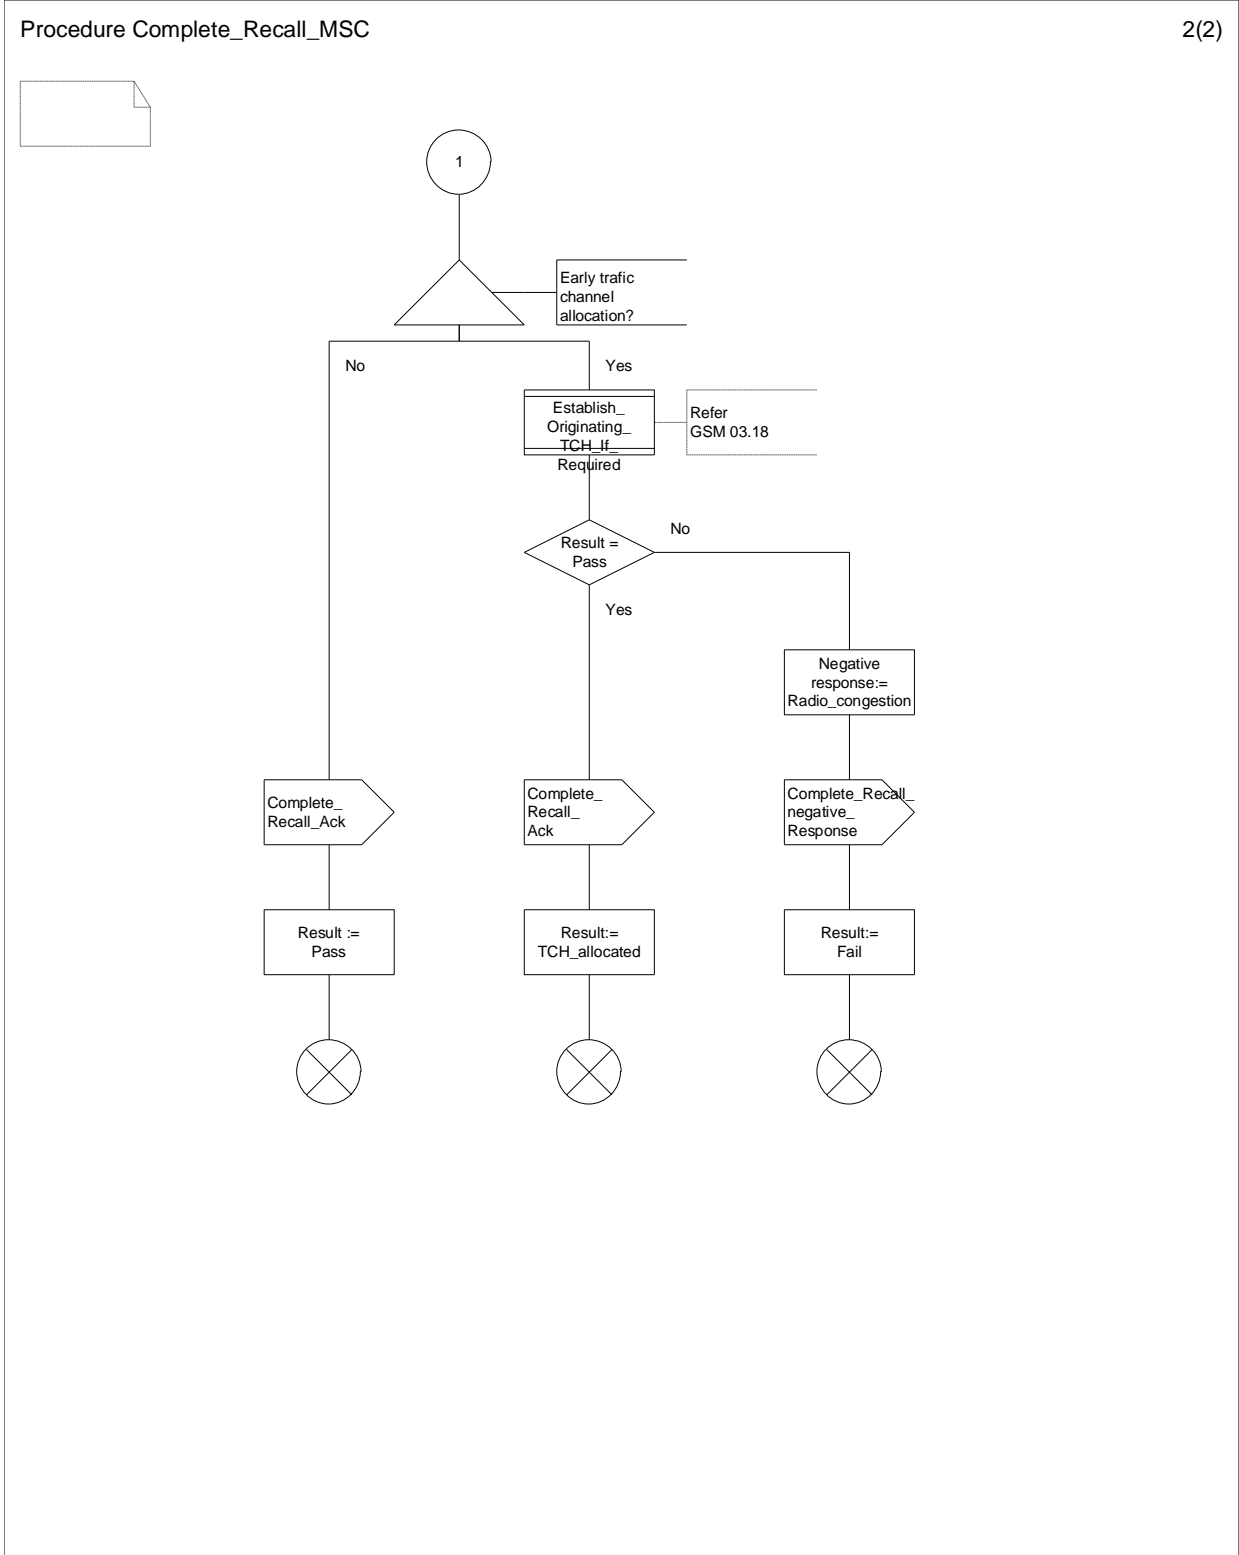 Procedure Complete_Recall_MSC
2(2)
1
Early trafic
channel
allocation?
No
Yes
Establish_
Originating_
TCH_If_
Required
Refer
GSM 03.18
Result =
Pass
No
Yes
Negative
response:=
Radio_congestion
Complete_
Recall_Ack
Complete_
Recall_
Ack
Complete_Recall_
negative_
Response
Result :=
Pass
Result:=
TCH_allocated
Result:=
Fail